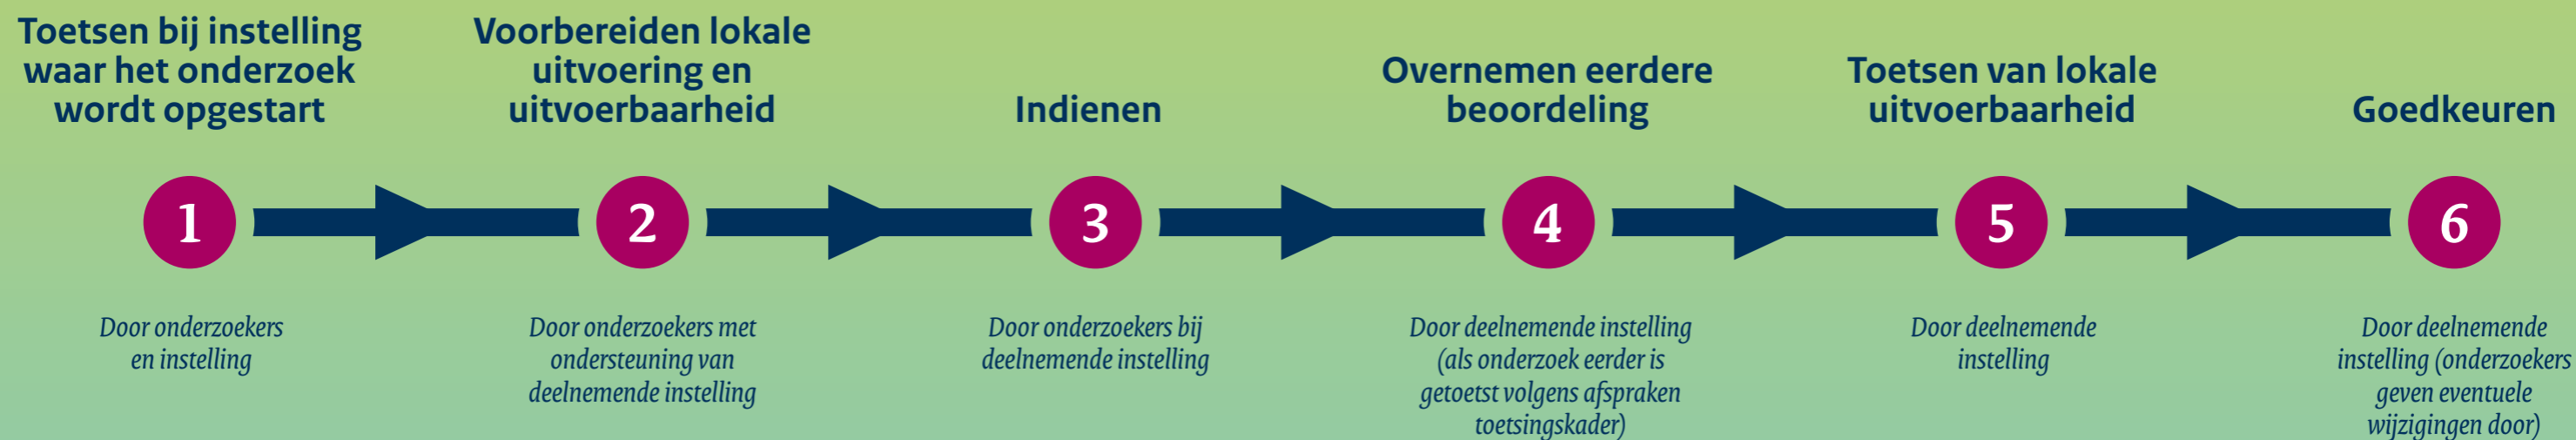 Toetsen bij instelling
waar het onderzoek
wordt opgestart
Voorbereiden lokale
uitvoering en
uitvoerbaarheid
Indienen
Overnemen eerdere
beoordeling
Toetsen van lokale
uitvoerbaarheid
Goedkeuren
1
2
3
4
5
6
Door onderzoekers
en instelling
Door onderzoekers met
ondersteuning van
deelnemende instelling
Door onderzoekers bij
deelnemende instelling
Door deelnemende instelling
(als onderzoek eerder is
getoetst volgens afspraken
toetsingskader)
Door deelnemende
instelling
Door deelnemende
instelling (onderzoekers
geven eventuele
wijzigingen door)